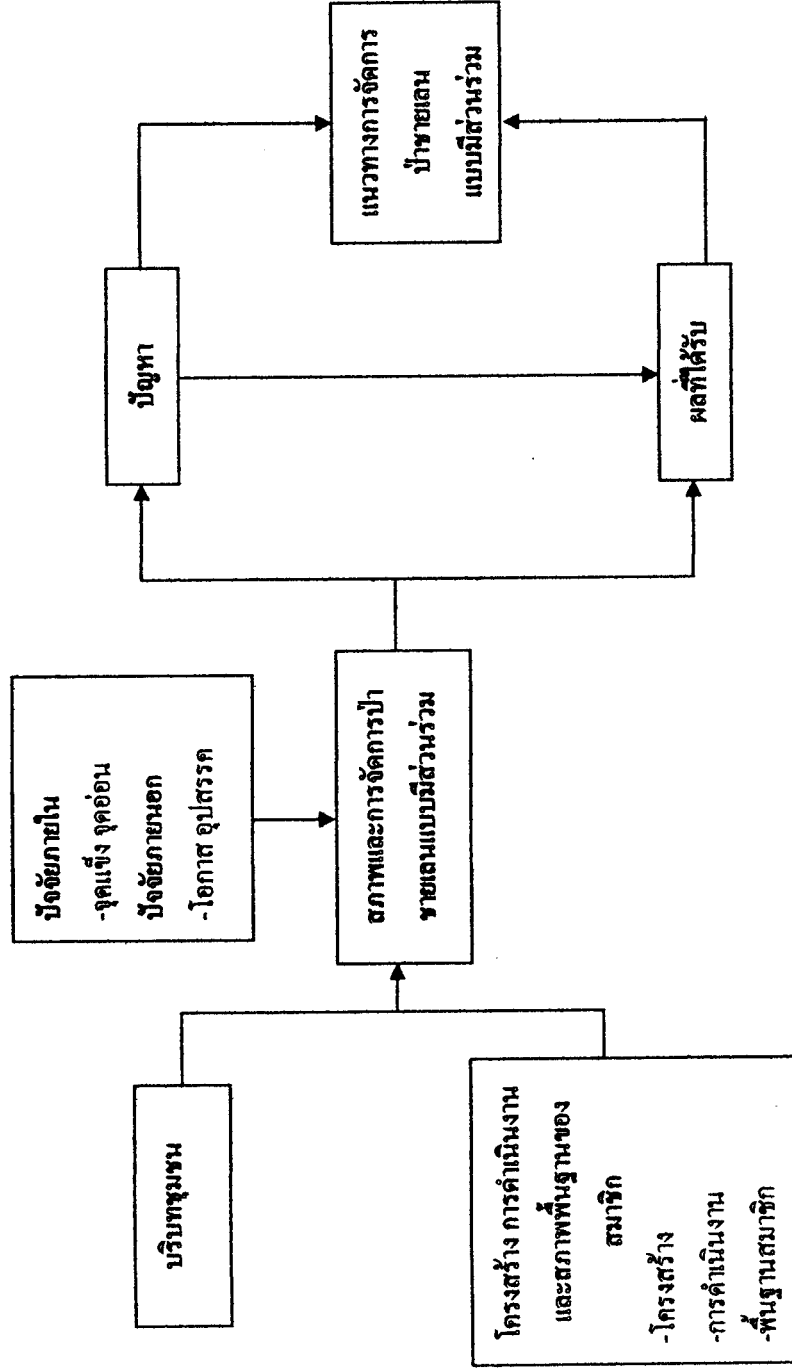 บริบทชุมชน
โครงสร้าง การดำเนินงาน
และสภาพพื้นฐานของ
สมาชิก
-โครงสร้าง
-การดำเนินงาน
-พื้นฐานสมาชิก
ปัจจัยภายใน
-จุดแข็ง จุดอ่อน
ปัจจัยภายนอก
-โอกาส อุปสรรค
สภาพและการจัดการป่า
ชายเลนแบบมีส่วนร่วม
ปัญหา
ผลที่ได้รับ
แนวทางการจัดการ
ป่าชายเลน
แบบมีส่วนร่วม